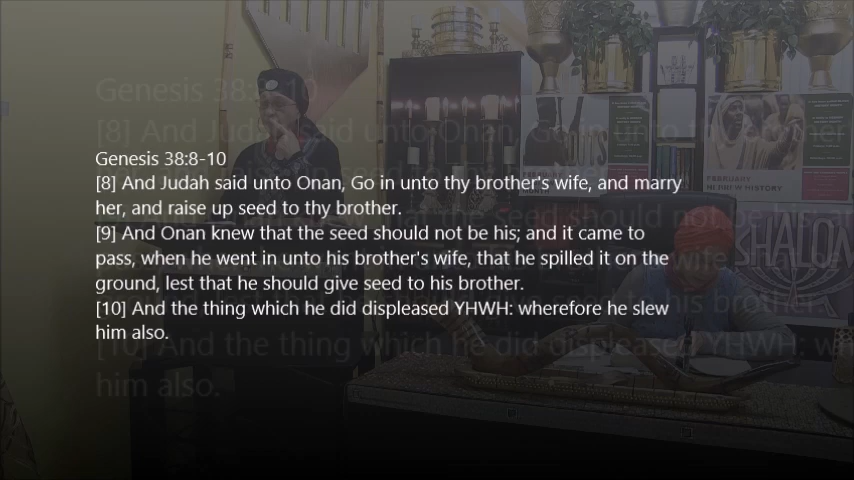 Genesis 38:8-10
[8] And Judah said unto Onan, Go in unto thy brother's wife, and marry
her, and raise up seed to thy brother.
[9] And Onan knew that the seed should not be his; and it came to
pass, when he went in unto his brother's wife, that he spilled it on the
ground, lest that he should give seed to his brother.
[10] And the thing which he did displeased YHWH: wherefore he slew
him also.
FEBRUARY
HEBREW HISTORY
SHALOM